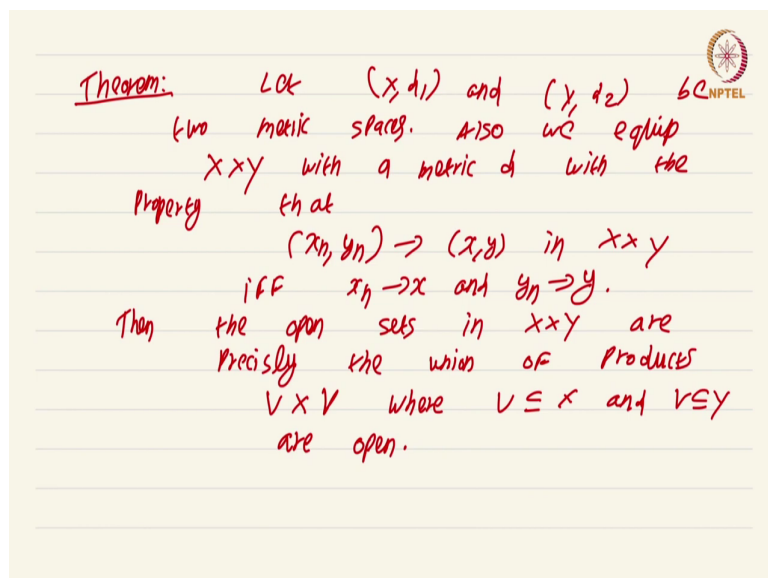 Theorem: Let (X, d₁) and (Y, d₂) be
two metric spaces. Also we equip
X×Y with a metric d with the
Property that
(xₙ, yₙ) → (x,y) in X×Y
iff xₙ → x and yₙ → y.
Then the open sets in X×Y are
Precisly the union of Products
U×V where U ⊆ X and V ⊆ Y
are open.
NPTEL